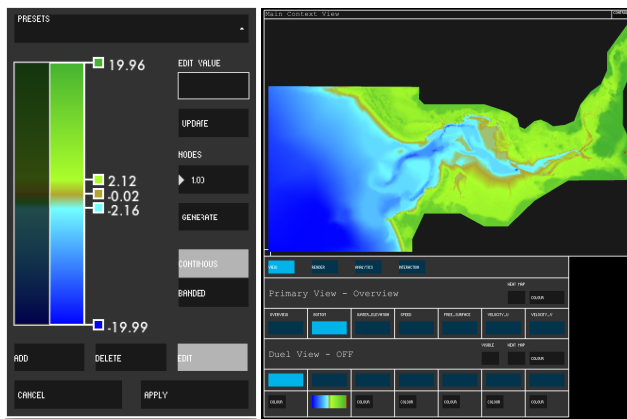 PRESETS
19.96
EDIT VALUE
UPDATE
NODES
1.00
2.12
-0.02
-2.16
GENERATE
CONTINOUS
BANDED
-19.99
ADD
DELETE
EDIT
CANCEL
APPLY
Main Context View
VIEW
RENDER
ANALYTICS
INTERACTION
Primary View - Overview
HEAT MAP
COLOUR
OVERVIEW
BOTTOM
SPEED
FREE_SURFACE
VELOCITY_U
VELOCITY_V
Duel View - OFF
VISIBLE
HEAT MAP
COLOUR
COLOUR
COLOUR
COLOUR
COLOUR
COLOUR
COLOUR